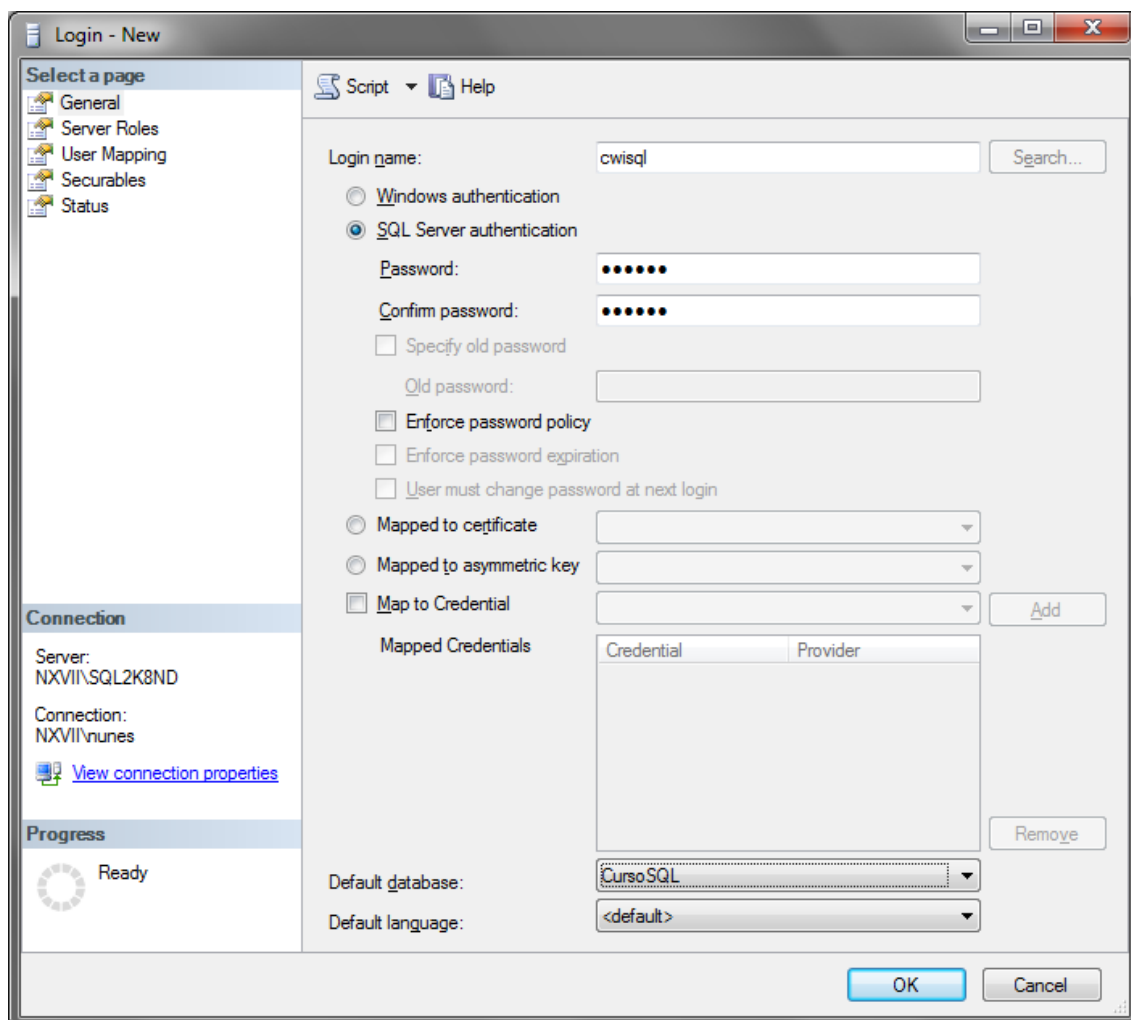 Login - New
Select a page
General
Server Roles
User Mapping
Securables
Status
Script Help
Login name: cwisql Search...
Windows authentication
SQL Server authentication
Password: ●●●●●●
Confirm password: ●●●●●●
Specify old password
Old password:
Enforce password policy
Enforce password expiration
User must change password at next login
Mapped to certificate
Mapped to asymmetric key
Map to Credential Add
Mapped Credentials Credential Provider
Remove
Default database: CursoSQL
Default language: <default>
Connection
Server:
NXVII\SQL2K8ND
Connection:
NXVII\nunes
View connection properties
Progress
Ready
OK Cancel